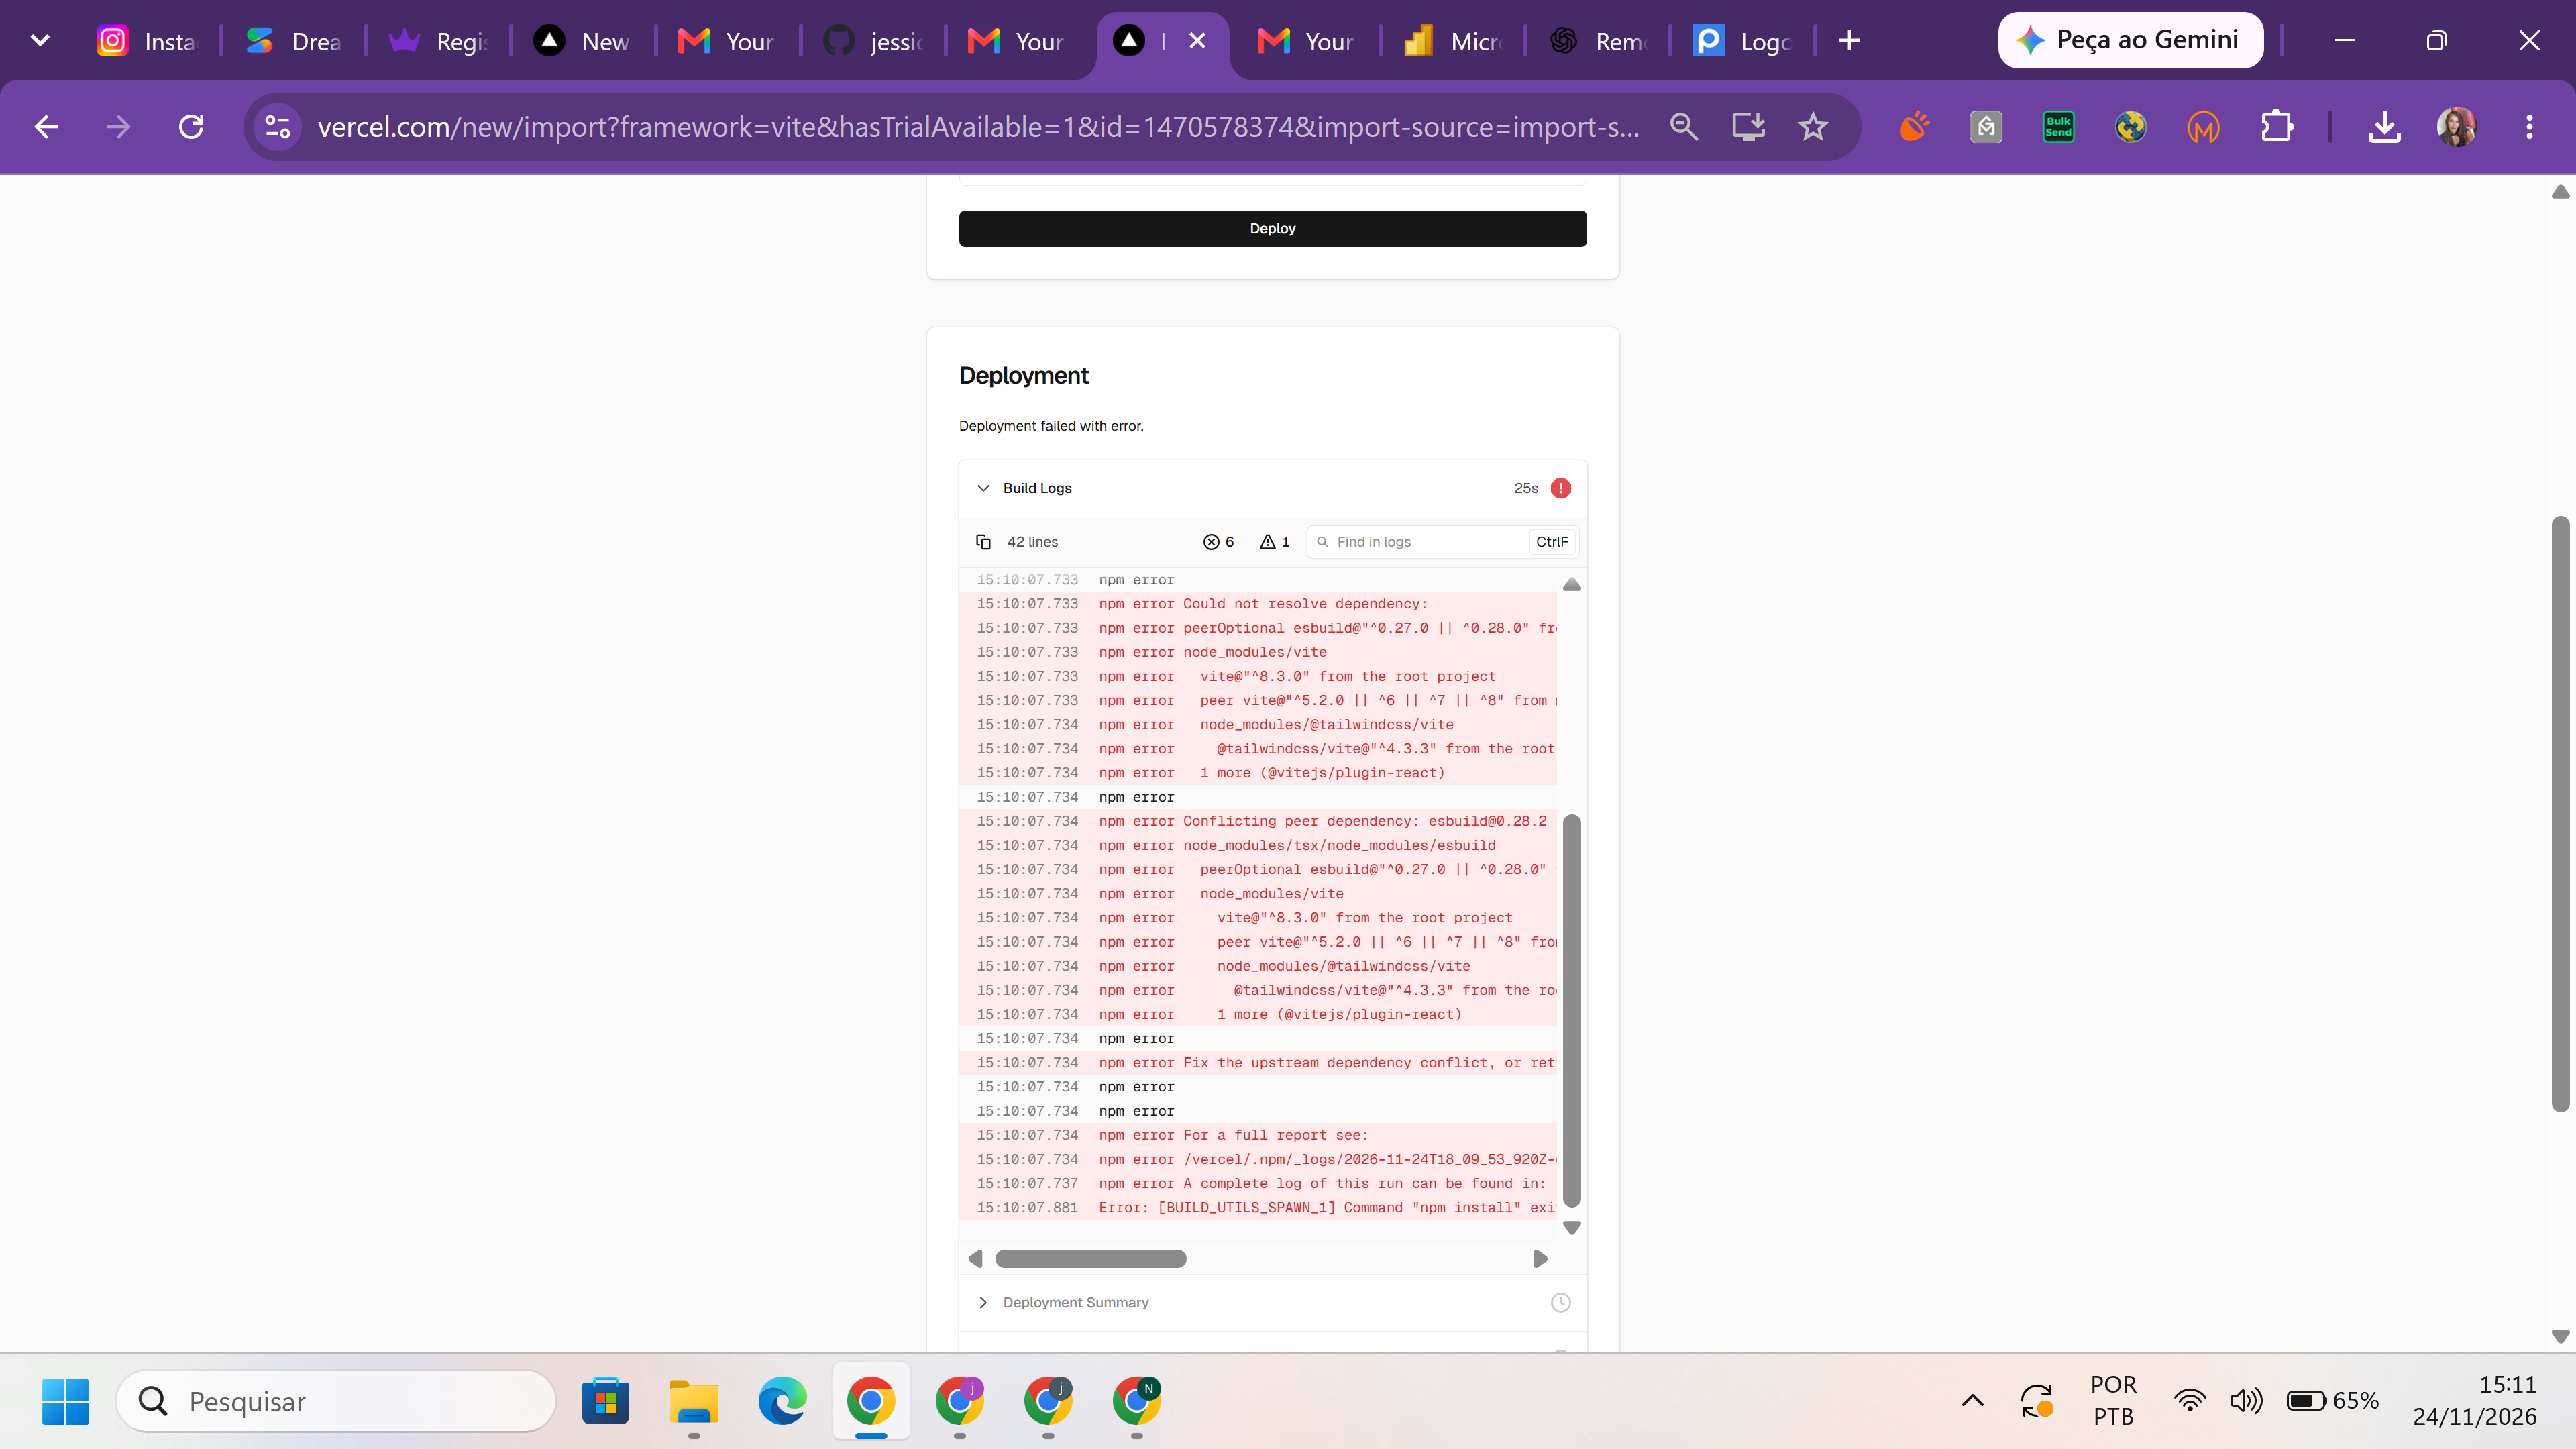 Insta
Drea
Regis
New
Your
jessic
Your
Your
Micro
Remo
Logo
Peça ao Gemini
vercel.com/new/import?framework=vite&hasTrialAvailable=1&id=1470578374&import-source=import-s...
Bulk Send
Deploy
Deployment
Deployment failed with error.
Build Logs 25s
42 lines 6 1 Find in logs CtrlF
15:10:07.733 npm error
15:10:07.733 npm error Could not resolve dependency:
15:10:07.733 npm error peerOptional esbuild@"^0.27.0 || ^0.28.0" fro
15:10:07.733 npm error node_modules/vite
15:10:07.733 npm error vite@"^8.3.0" from the root project
15:10:07.733 npm error peer vite@"^5.2.0 || ^6 || ^7 || ^8" from
15:10:07.734 npm error node_modules/@tailwindcss/vite
15:10:07.734 npm error @tailwindcss/vite@"^4.3.3" from the root
15:10:07.734 npm error 1 more (@vitejs/plugin-react)
15:10:07.734 npm error
15:10:07.734 npm error Conflicting peer dependency: esbuild@0.28.2
15:10:07.734 npm error node_modules/tsx/node_modules/esbuild
15:10:07.734 npm error peerOptional esbuild@"^0.27.0 || ^0.28.0"
15:10:07.734 npm error node_modules/vite
15:10:07.734 npm error vite@"^8.3.0" from the root project
15:10:07.734 npm error peer vite@"^5.2.0 || ^6 || ^7 || ^8" from
15:10:07.734 npm error node_modules/@tailwindcss/vite
15:10:07.734 npm error @tailwindcss/vite@"^4.3.3" from the ro
15:10:07.734 npm error 1 more (@vitejs/plugin-react)
15:10:07.734 npm error
15:10:07.734 npm error Fix the upstream dependency conflict, or ret
15:10:07.734 npm error
15:10:07.734 npm error
15:10:07.734 npm error For a full report see:
15:10:07.734 npm error /vercel/.npm/_logs/2026-11-24T18_09_53_920Z-
15:10:07.737 npm error A complete log of this run can be found in:
15:10:07.881 Error: [BUILD_UTILS_SPAWN_1] Command "npm install" exi
Deployment Summary
Pesquisar
j
j
N
POR
PTB
65%
15:11
24/11/2026